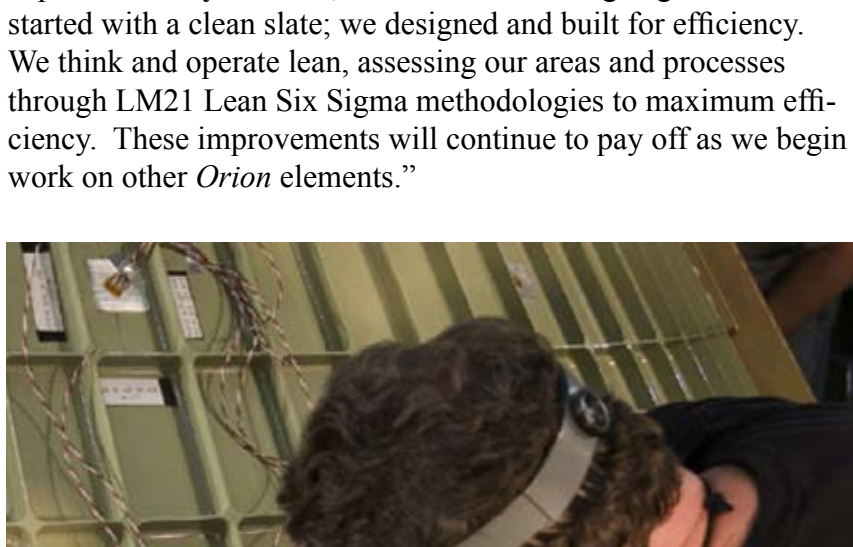 started with a clean slate; we designed and built for efficiency.
We think and operate lean, assessing our areas and processes
through LM21 Lean Six Sigma methodologies to maximum effi-
ciency.  These improvements will continue to pay off as we begin
work on other Orion elements.”